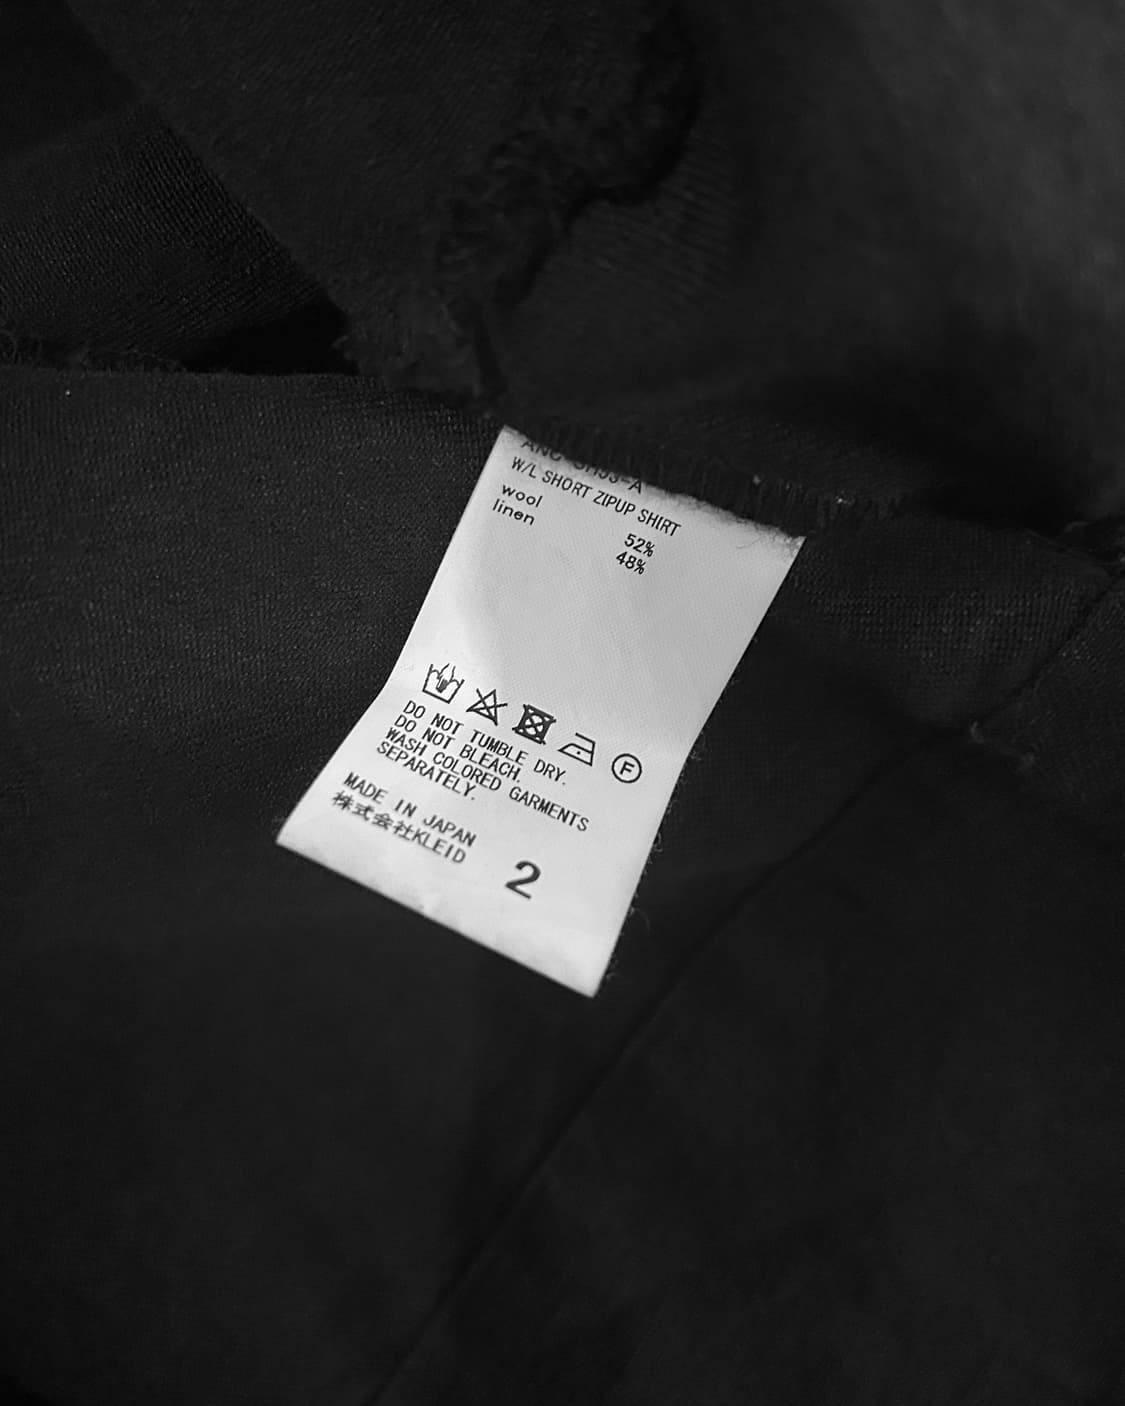 W/L SHORT ZIPUP SHIRT
wool 52%
linen 48%
F
DO NOT TUMBLE DRY.
DO NOT BLEACH.
WASH COLORED GARMENTS
SEPARATELY.
MADE IN JAPAN
株式会社KLEID
2